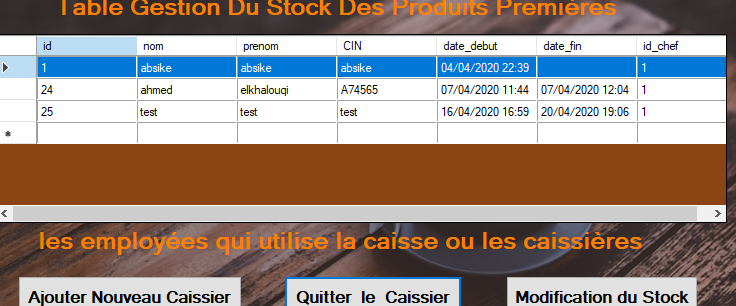 Table Gestion Du Stock Des Produits Premières
id nom prenom CIN date_debut date_fin id_chef
1 absike absike absike 04/04/2020 22:39 1
24 ahmed elkhalouqi A74565 07/04/2020 11:44 07/04/2020 12:04 1
25 test test test 16/04/2020 16:59 20/04/2020 19:06 1
les employées qui utilise la caisse ou les caissières
Ajouter Nouveau Caissier Quitter le Caissier Modification du Stock